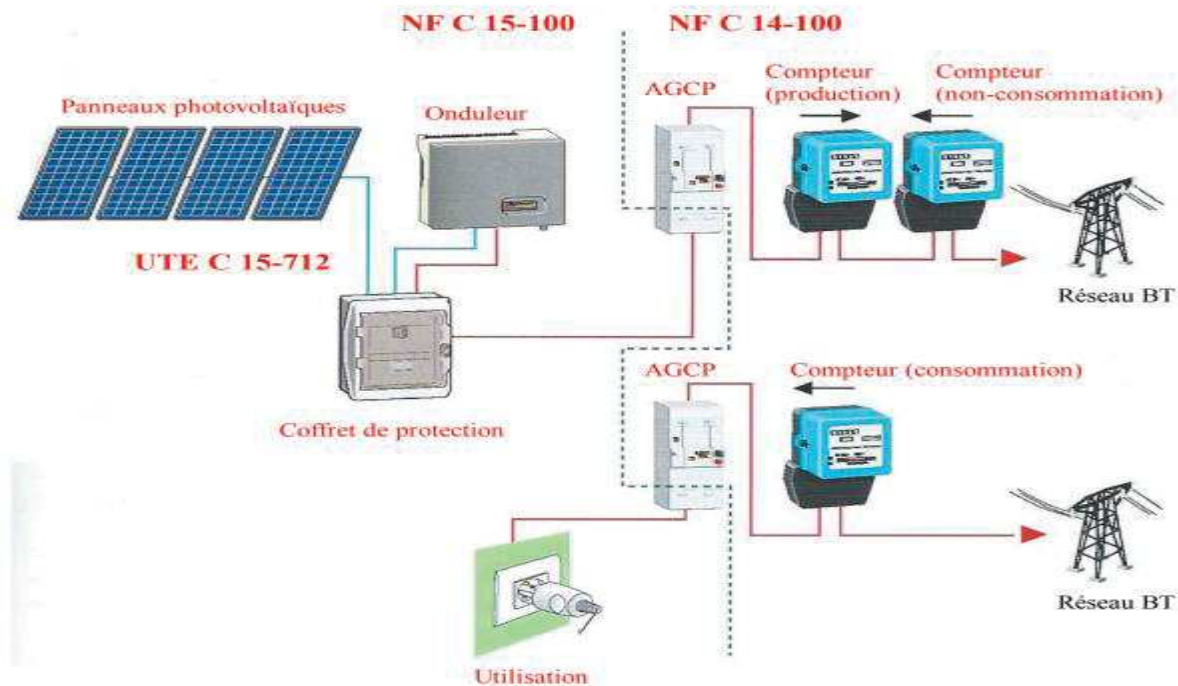 NF C 15-100
NF C 14-100
Panneaux photovoltaïques
Onduleur
AGCP
Compteur
(production)
Compteur
(non-consommation)
UTE C 15-712
Réseau BT
Coffret de protection
AGCP
Compteur (consommation)
Réseau BT
Utilisation